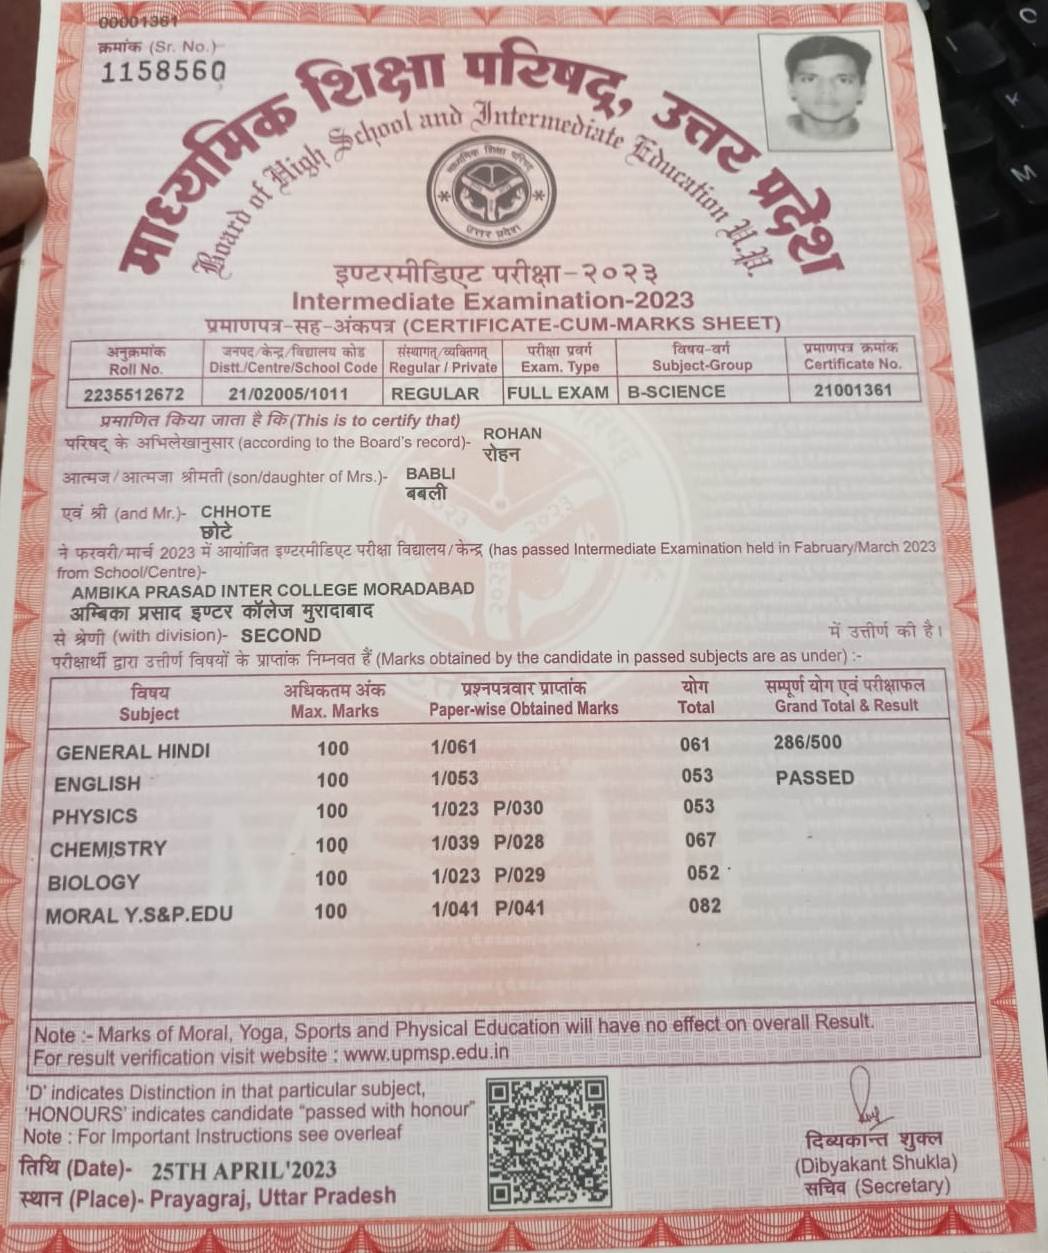 00001361
क्रमांक (Sr. No.)
1158560
माध्यमिक शिक्षा परिषद्, उत्तर प्रदेश
Board of High School and Intermediate Education U.P.
माध्यमिक शिक्षा परिषद
उत्तर प्रदेश
इण्टरमीडिएट परीक्षा-२०२३
Intermediate Examination-2023
प्रमाणपत्र-सह-अंकपत्र (CERTIFICATE-CUM-MARKS SHEET)
अनुक्रमांक जनपद/केन्द्र/विद्यालय कोड संस्थागत/व्यक्तिगत परीक्षा प्रवर्ग विषय-वर्ग प्रमाणपत्र क्रमांक
Roll No. Distt./Centre/School Code Regular / Private Exam. Type Subject-Group Certificate No.
2235512672 21/02005/1011 REGULAR FULL EXAM B-SCIENCE 21001361
प्रमाणित किया जाता है कि (This is to certify that)
परिषद् के अभिलेखानुसार (according to the Board's record)- ROHAN
रोहन
आत्मज/आत्मजा श्रीमती (son/daughter of Mrs.)- BABLI
बबली
एवं श्री (and Mr.)- CHHOTE
छोटे
ने फरवरी/मार्च 2023 में आयोजित इण्टरमीडिएट परीक्षा विद्यालय/केन्द्र (has passed Intermediate Examination held in Fabruary/March 2023
from School/Centre)-
AMBIKA PRASAD INTER COLLEGE MORADABAD
अम्बिका प्रसाद इण्टर कॉलेज मुरादाबाद
से श्रेणी (with division)- SECOND में उत्तीर्ण की है।
परीक्षार्थी द्वारा उत्तीर्ण विषयों के प्राप्तांक निम्नवत हैं (Marks obtained by the candidate in passed subjects are as under) :-
विषय अधिकतम अंक प्रश्नपत्रवार प्राप्तांक योग सम्पूर्ण योग एवं परीक्षाफल
Subject Max. Marks Paper-wise Obtained Marks Total Grand Total & Result
GENERAL HINDI 100 1/061 061 286/500
ENGLISH 100 1/053 053 PASSED
PHYSICS 100 1/023 P/030 053
CHEMISTRY 100 1/039 P/028 067
BIOLOGY 100 1/023 P/029 052
MORAL Y.S&P.EDU 100 1/041 P/041 082
Note :- Marks of Moral, Yoga, Sports and Physical Education will have no effect on overall Result.
For result verification visit website : www.upmsp.edu.in
'D' indicates Distinction in that particular subject,
'HONOURS' indicates candidate "passed with honour"
Note : For Important Instructions see overleaf
तिथि (Date)- 25TH APRIL'2023
स्थान (Place)- Prayagraj, Uttar Pradesh
दिब्यकान्त शुक्ल
(Dibyakant Shukla)
सचिव (Secretary)